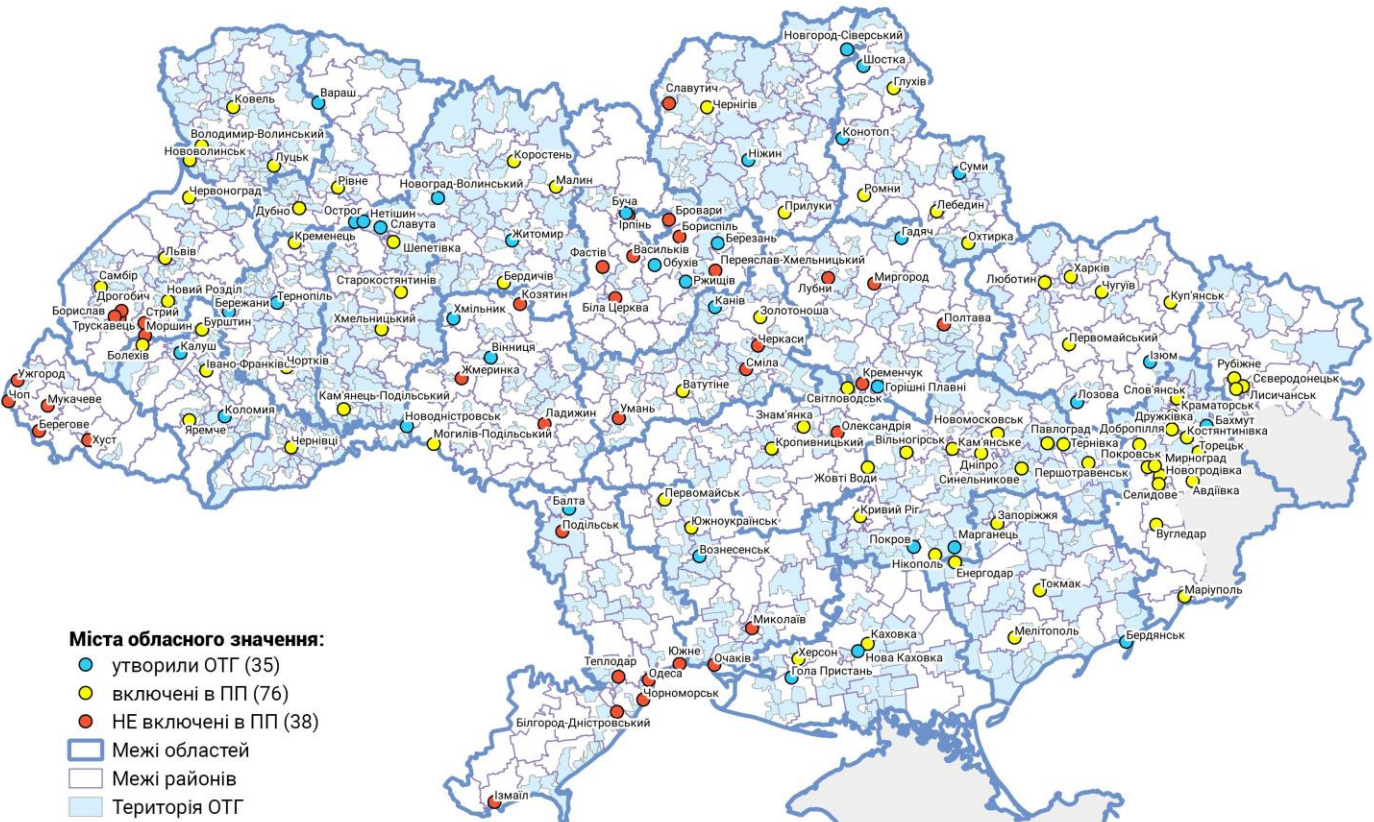 Новгород-Сіверський
Шостка
Глухів
Славутич
Чернігів
Ковель
Вараш
Конотоп
Володимир-Волинський
Нововолинськ
Луцьк
Коростень
Ніжин
Суми
Рівне
Новоград-Волинський
Малин
Ромни
Червоноград
Дубно
Острог
Нетішин
Славута
Буча
Ірпінь
Бровари
Бориспіль
Прилуки
Лебедин
Кременець
Шепетівка
Житомир
Березань
Гадяч
Охтирка
Львів
Фастів
Васильків
Обухів
Переяслав-Хмельницький
Самбір
Старокостянтинів
Бердичів
Ржищів
Лубни
Миргород
Люботин
Харків
Чугуїв
Куп'янськ
Дрогобич
Новий Розділ
Борислав
Стрий
Бережани
Тернопіль
Козятин
Біла Церква
Канів
Трускавець
Моршин
Бурштин
Хмельницький
Хмільник
Золотоноша
Полтава
Болехів
Калуш
Вінниця
Черкаси
Первомайський
Івано-Франківс
Чортків
Жмеринка
Сміла
Ізюм
Рубіжне
Ужгород
Сєвєродонецьк
Чоп
Мукачеве
Кам'янець-Подільський
Ватутіне
Кременчук
Горішні Плавні
Світловодськ
Лозова
Слов'янськ
Лисичанськ
Краматорськ
Берегове
Яремче
Коломия
Новодністровськ
Ладижин
Умань
Знам'янка
Олександрія
Новомосковськ
Дружківка
Бахмут
Хуст
Чернівці
Могилів-Подільський
Кропивницький
Вільногірськ
Кам'янське
Павлоград
Тернівка
Добропілля
Костянтинівка
Торецьк
Дніпро
Покровськ
Мирноград
Жовті Води
Синельникове
Першотравенськ
Новогродівка
Селидове
Авдіївка
Балта
Первомайськ
Подільськ
Южноукраїнськ
Кривий Ріг
Запоріжжя
Вугледар
Вознесенськ
Покров
Марганець
Нікополь
Енергодар
Токмак
Маріуполь
Миколаїв
Каховка
Мелітополь
Бердянськ
Теплодар
Южне
Очаків
Херсон
Нова Каховка
Одеса
Гола Пристань
Чорноморськ
Білгород-Дністровський
Ізмаїл
Міста обласного значення:
утворили ОТГ (35)
включені в ПП (76)
НЕ включені в ПП (38)
Межі областей
Межі районів
Територія ОТГ